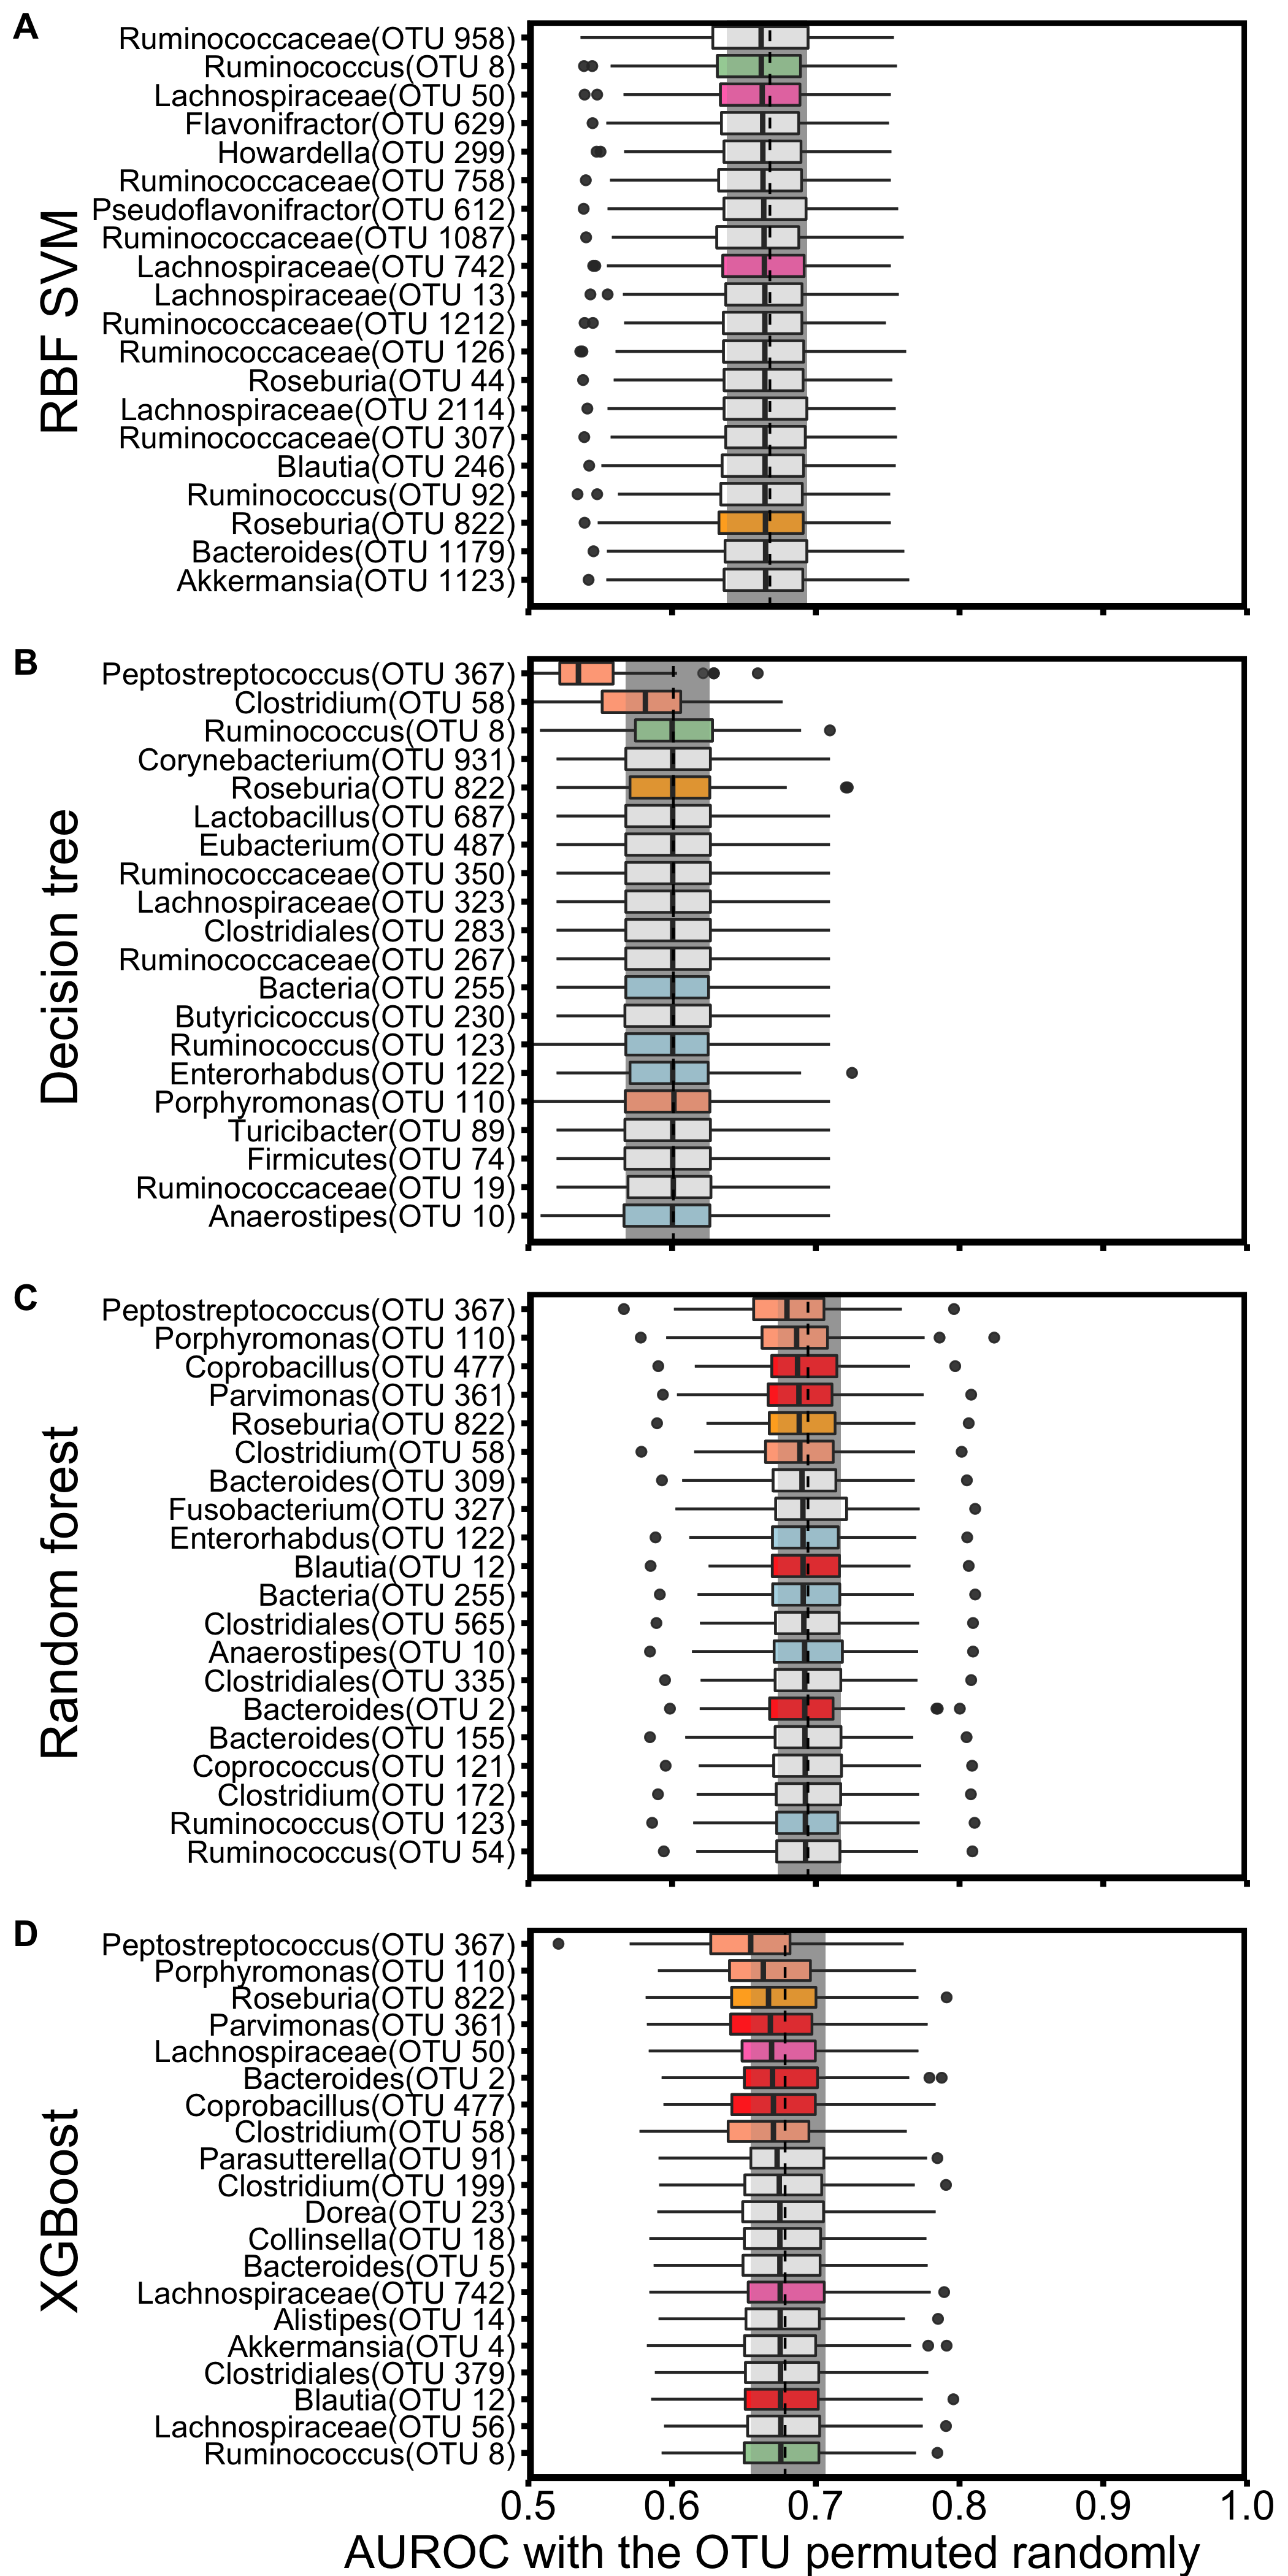 A
RBF SVM
Ruminococcaceae(OTU 958)
Ruminococcus(OTU 8)
Lachnospiraceae(OTU 50)
Flavonifractor(OTU 629)
Howardella(OTU 299)
Ruminococcaceae(OTU 758)
Pseudoflavonifractor(OTU 612)
Ruminococcaceae(OTU 1087)
Lachnospiraceae(OTU 742)
Lachnospiraceae(OTU 13)
Ruminococcaceae(OTU 1212)
Ruminococcaceae(OTU 126)
Roseburia(OTU 44)
Lachnospiraceae(OTU 2114)
Ruminococcaceae(OTU 307)
Blautia(OTU 246)
Ruminococcus(OTU 92)
Roseburia(OTU 822)
Bacteroides(OTU 1179)
Akkermansia(OTU 1123)
B
Decision tree
Peptostreptococcus(OTU 367)
Clostridium(OTU 58)
Ruminococcus(OTU 8)
Corynebacterium(OTU 931)
Roseburia(OTU 822)
Lactobacillus(OTU 687)
Eubacterium(OTU 487)
Ruminococcaceae(OTU 350)
Lachnospiraceae(OTU 323)
Clostridiales(OTU 283)
Ruminococcaceae(OTU 267)
Bacteria(OTU 255)
Butyricicoccus(OTU 230)
Ruminococcus(OTU 123)
Enterorhabdus(OTU 122)
Porphyromonas(OTU 110)
Turicibacter(OTU 89)
Firmicutes(OTU 74)
Ruminococcaceae(OTU 19)
Anaerostipes(OTU 10)
C
Random forest
Peptostreptococcus(OTU 367)
Porphyromonas(OTU 110)
Coprobacillus(OTU 477)
Parvimonas(OTU 361)
Roseburia(OTU 822)
Clostridium(OTU 58)
Bacteroides(OTU 309)
Fusobacterium(OTU 327)
Enterorhabdus(OTU 122)
Blautia(OTU 12)
Bacteria(OTU 255)
Clostridiales(OTU 565)
Anaerostipes(OTU 10)
Clostridiales(OTU 335)
Bacteroides(OTU 2)
Bacteroides(OTU 155)
Coprococcus(OTU 121)
Clostridium(OTU 172)
Ruminococcus(OTU 123)
Ruminococcus(OTU 54)
D
XGBoost
Peptostreptococcus(OTU 367)
Porphyromonas(OTU 110)
Roseburia(OTU 822)
Parvimonas(OTU 361)
Lachnospiraceae(OTU 50)
Bacteroides(OTU 2)
Coprobacillus(OTU 477)
Clostridium(OTU 58)
Parasutterella(OTU 91)
Clostridium(OTU 199)
Dorea(OTU 23)
Collinsella(OTU 18)
Bacteroides(OTU 5)
Lachnospiraceae(OTU 742)
Alistipes(OTU 14)
Akkermansia(OTU 4)
Clostridiales(OTU 379)
Blautia(OTU 12)
Lachnospiraceae(OTU 56)
Ruminococcus(OTU 8)
0.5 0.6 0.7 0.8 0.9 1.0
AUROC with the OTU permuted randomly